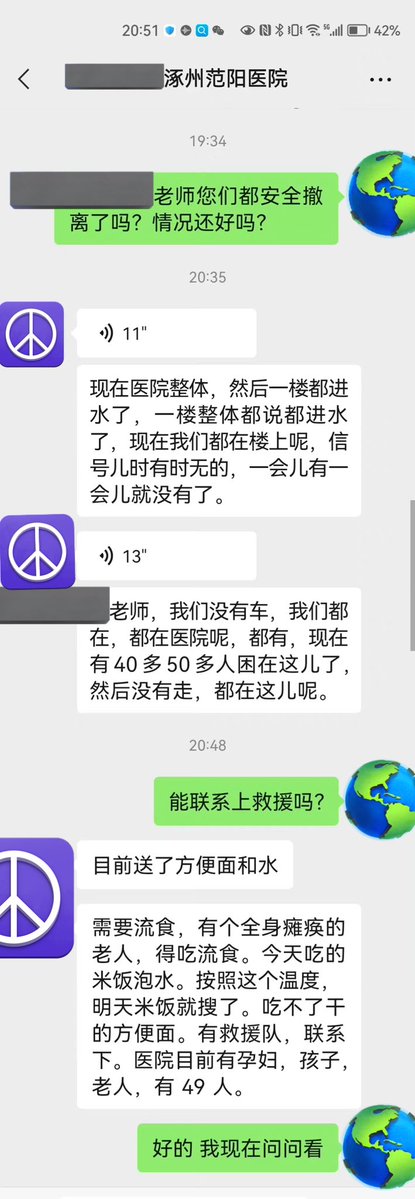 20:51
5G
42%
涿州范阳医院
19:34
老师您们都安全撤
离了吗？情况还好吗？
20:35
11"
现在医院整体，然后一楼都进
水了，一楼整体都说都进水
了，现在我们都在楼上呢，信
号儿时有时无的，一会儿有一
会儿就没有了。
13"
老师，我们没有车，我们都
在，都在医院呢，都有，现在
有40多50多人困在这儿了，
然后没有走，都在这儿呢。
20:48
能联系上救援吗？
目前送了方便面和水
需要流食，有个全身瘫痪的
老人，得吃流食。今天吃的
米饭泡水。按照这个温度，
明天米饭就搜了。吃不了干
的方便面。有救援队，联系
下。医院目前有孕妇，孩子，
老人，有 49 人。
好的 我现在问问看